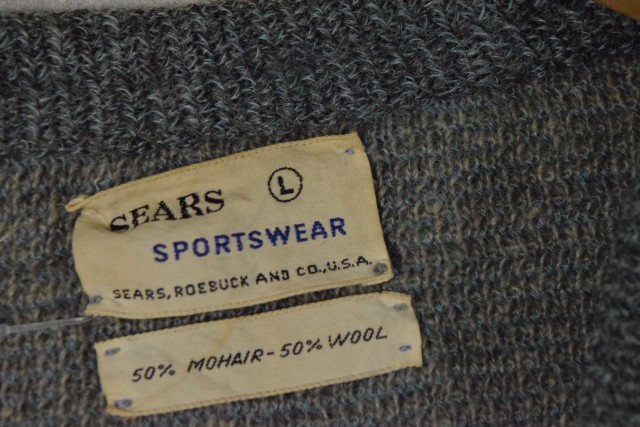 SEARS L
SPORTSWEAR
SEARS, ROEBUCK AND CO., U.S.A.
50% MOHAIR - 50% WOOL